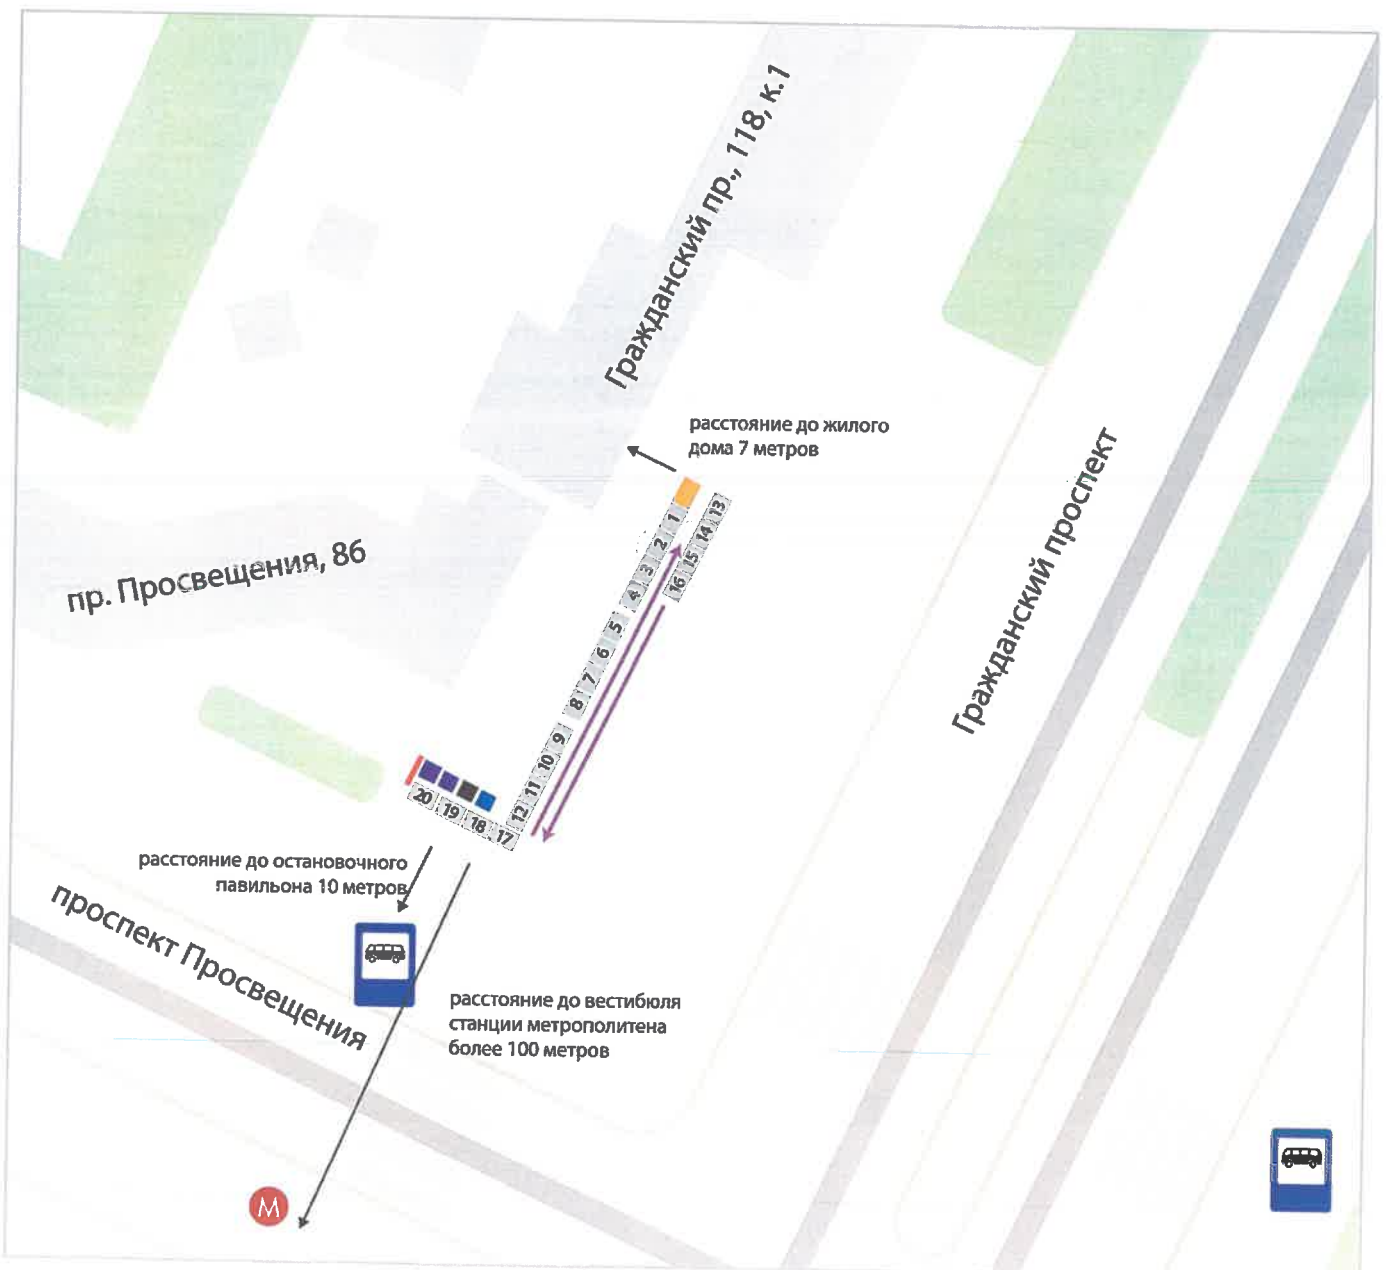 Гражданский пр., 118, к.1
расстояние до жилого
дома 7 метров
Гражданский проспект
пр. Просвещения, 86
1
2
3
4
5
6
7
8
9
10
11
12
13
14
15
16
17
18
19
20
расстояние до остановочного
павильона 10 метров
проспект Просвещения
расстояние до вестибюля
станции метрополитена
более 100 метров
М